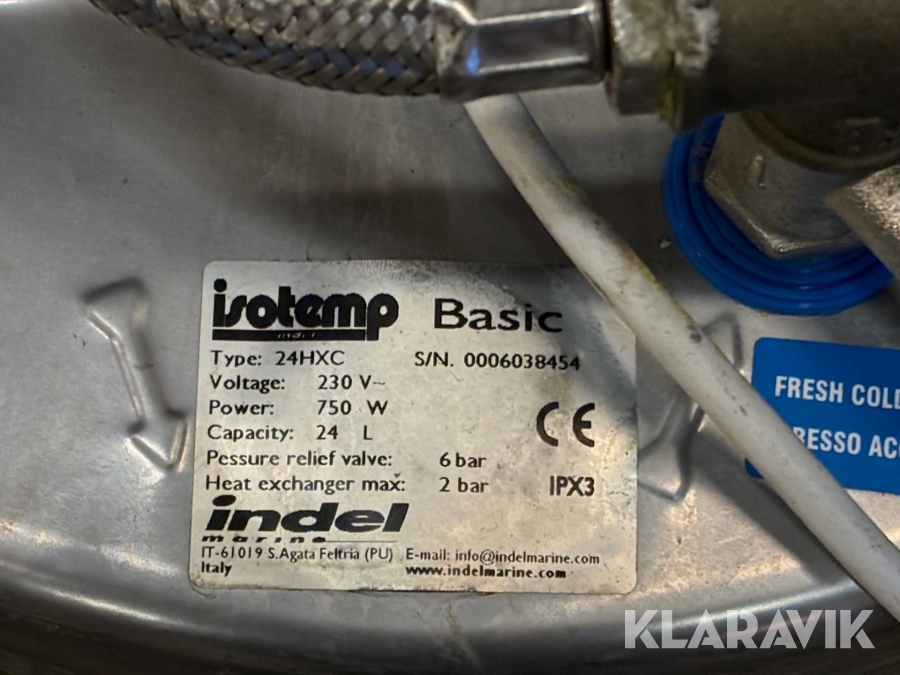 isotemp Basic
Type: 24HXC S/N. 0006038454
Voltage: 230 V~
Power: 750 W
Capacity: 24 L
CE
Pessure relief valve: 6 bar
Heat exchanger max: 2 bar IPX3
indel
marine
IT-61019 S.Agata Feltria (PU) E-mail: info@indelmarine.com
Italy www.indelmarine.com
FRESH COLD
RESSO ACQ
KLARAVIK